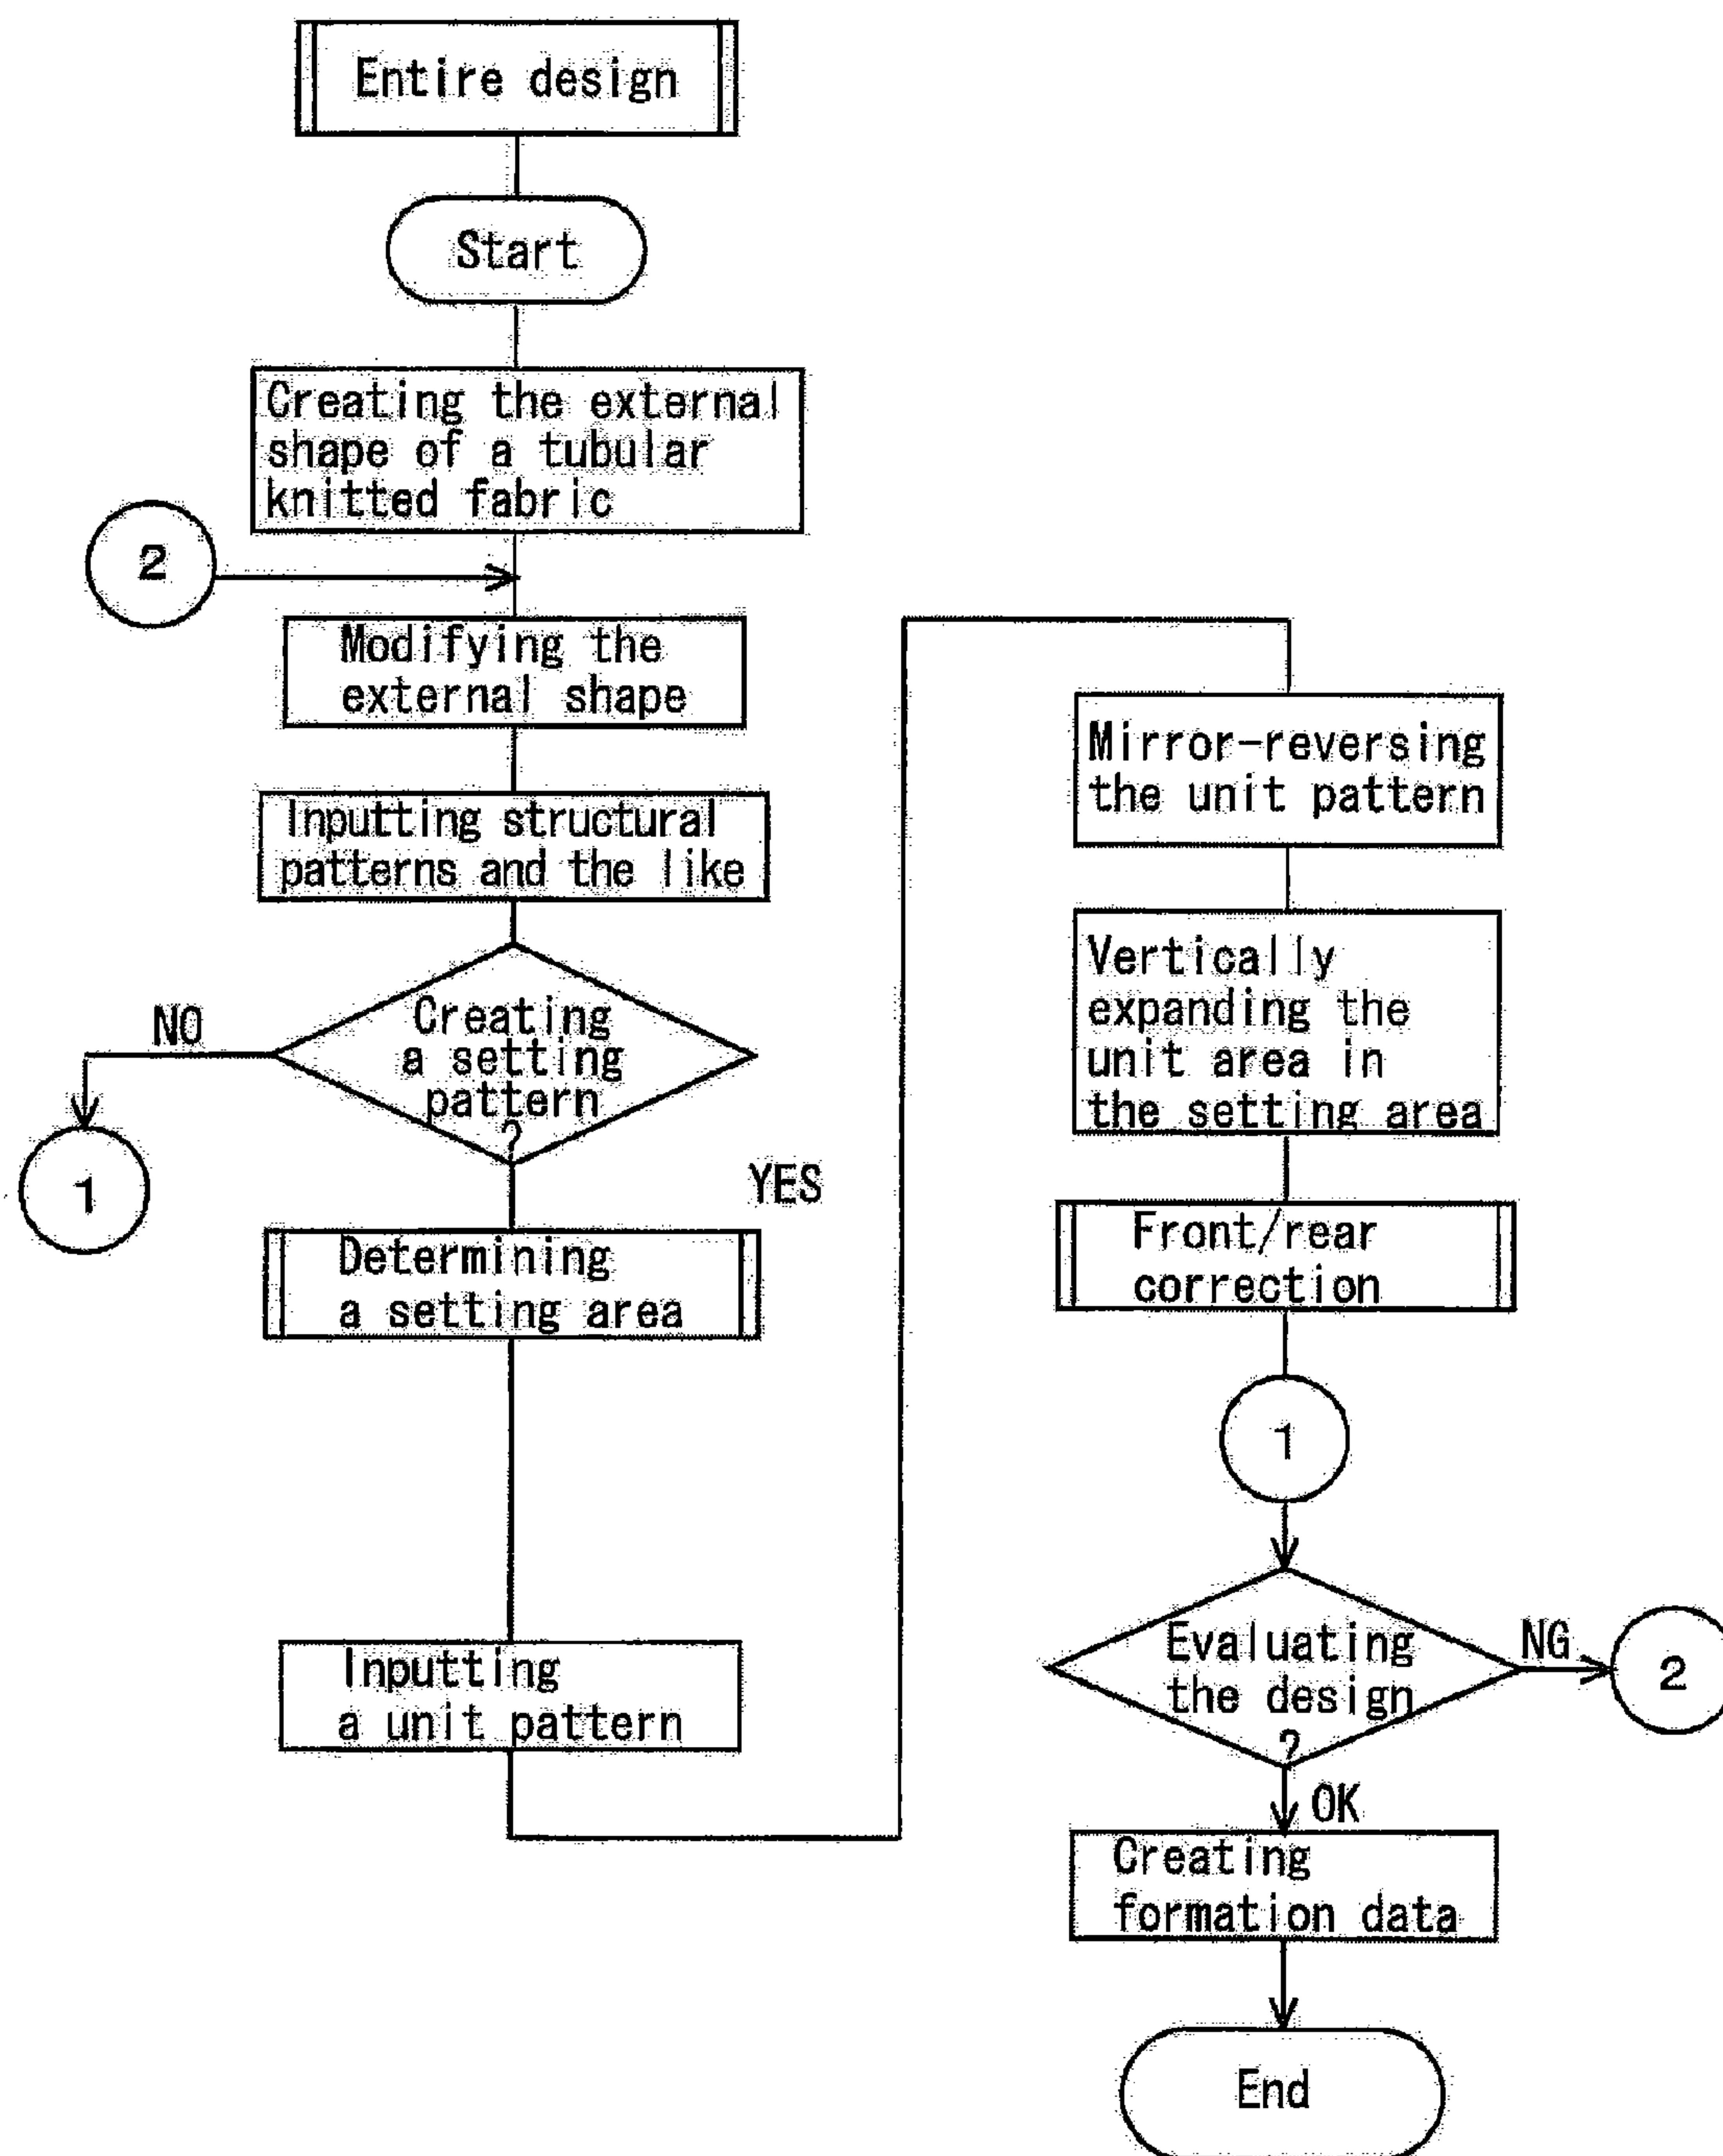 Entire design
Start
Creating the external
shape of a tubular
knitted fabric
2
Modifying the
external shape
Inputting structural
patterns and the like
Creating
a setting
pattern
?
NO
1
YES
Determining
a setting area
Inputting
a unit pattern
Mirror-reversing
the unit pattern
Vertically
expanding the
unit area in
the setting area
Front/rear
correction
1
Evaluating
the design
?
NG
2
OK
Creating
formation data
End